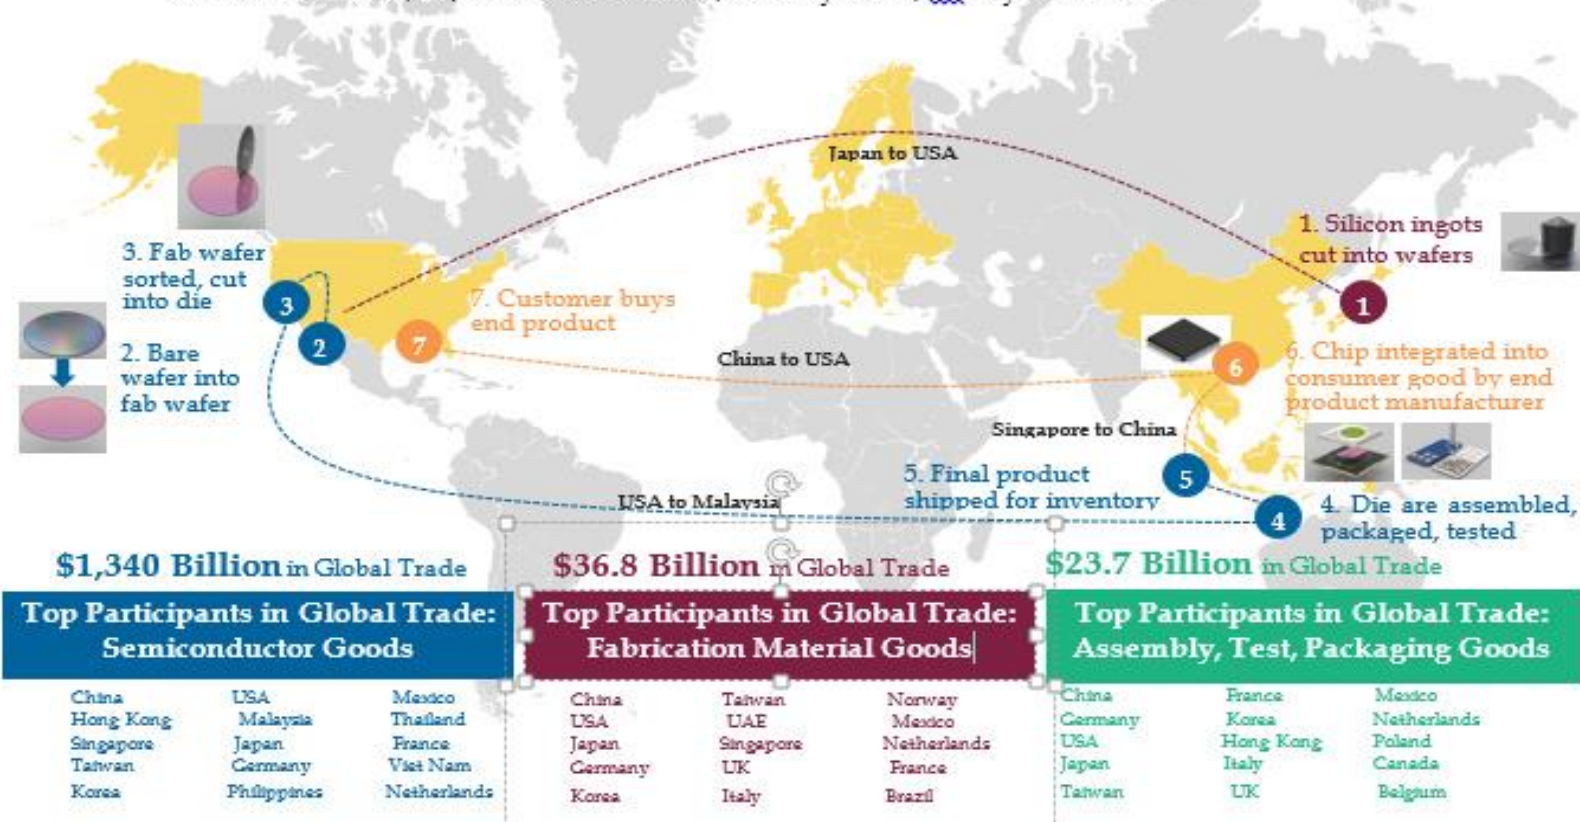 Japan to USA
1. Silicon ingots
cut into wafers
3. Fab wafer
sorted, cut
into die
3
1
7. Customer buys
end product
2
7
2. Bare
wafer into
fab wafer
China to USA
6
6. Chip integrated into
consumer good by end
product manufacturer
Singapore to China
5. Final product
shipped for inventory
5
USA to Malaysia
4
4. Die are assembled,
packaged, tested
$1,340 Billion in Global Trade
Top Participants in Global Trade:
Semiconductor Goods
China USA Mexico
Hong Kong Malaysia Thailand
Singapore Japan France
Taiwan Germany Viet Nam
Korea Philippines Netherlands
$36.8 Billion in Global Trade
Top Participants in Global Trade:
Fabrication Material Goods
China Taiwan Norway
USA UAE Mexico
Japan Singapore Netherlands
Germany UK France
Korea Italy Brazil
$23.7 Billion in Global Trade
Top Participants in Global Trade:
Assembly, Test, Packaging Goods
China France Mexico
Germany Korea Netherlands
USA Hong Kong Poland
Japan Italy Canada
Taiwan UK Belgium